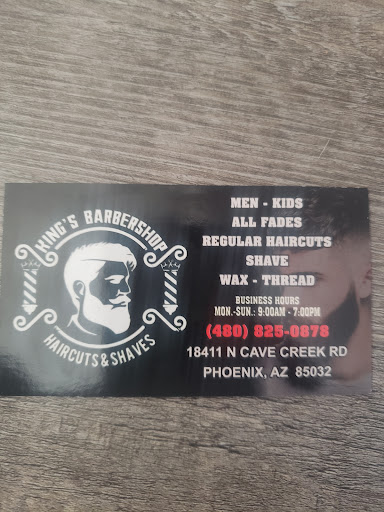 KING'S BARBERSHOP
HAIRCUTS & SHAVES
MEN - KIDS
ALL FADES
REGULAR HAIRCUTS
SHAVE
WAX - THREAD
BUSINESS HOURS
MON.-SUN.: 9:00AM - 7:00PM
(480) 825-0878
18411 N CAVE CREEK RD
PHOENIX, AZ 85032